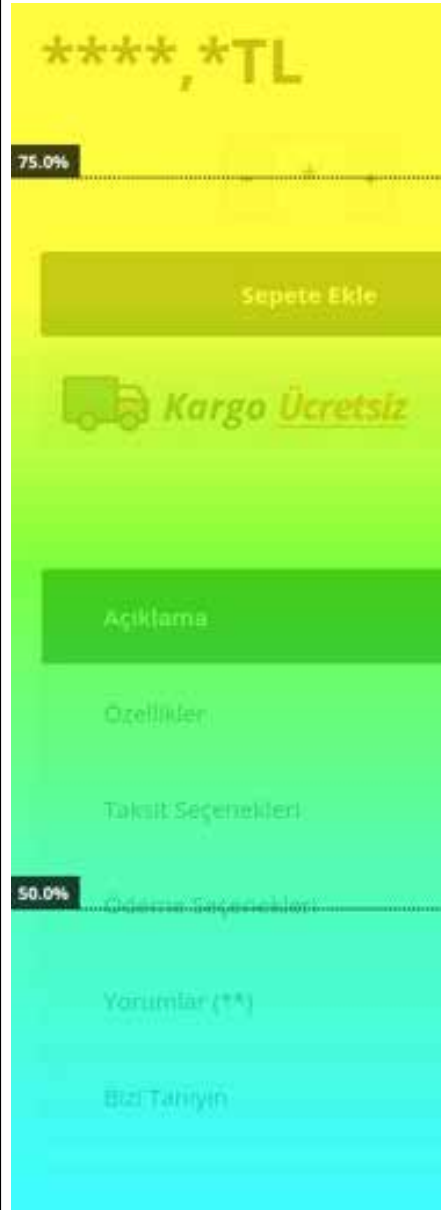 ****,*TL
75.0%
- * +
Sepete Ekle
Kargo Ücretsiz
Açıklama
Özellikler
Taksit Seçenekleri
50.0%
Ödeme Seçenekleri
Yorumlar (**)
Bizi Tanıyın